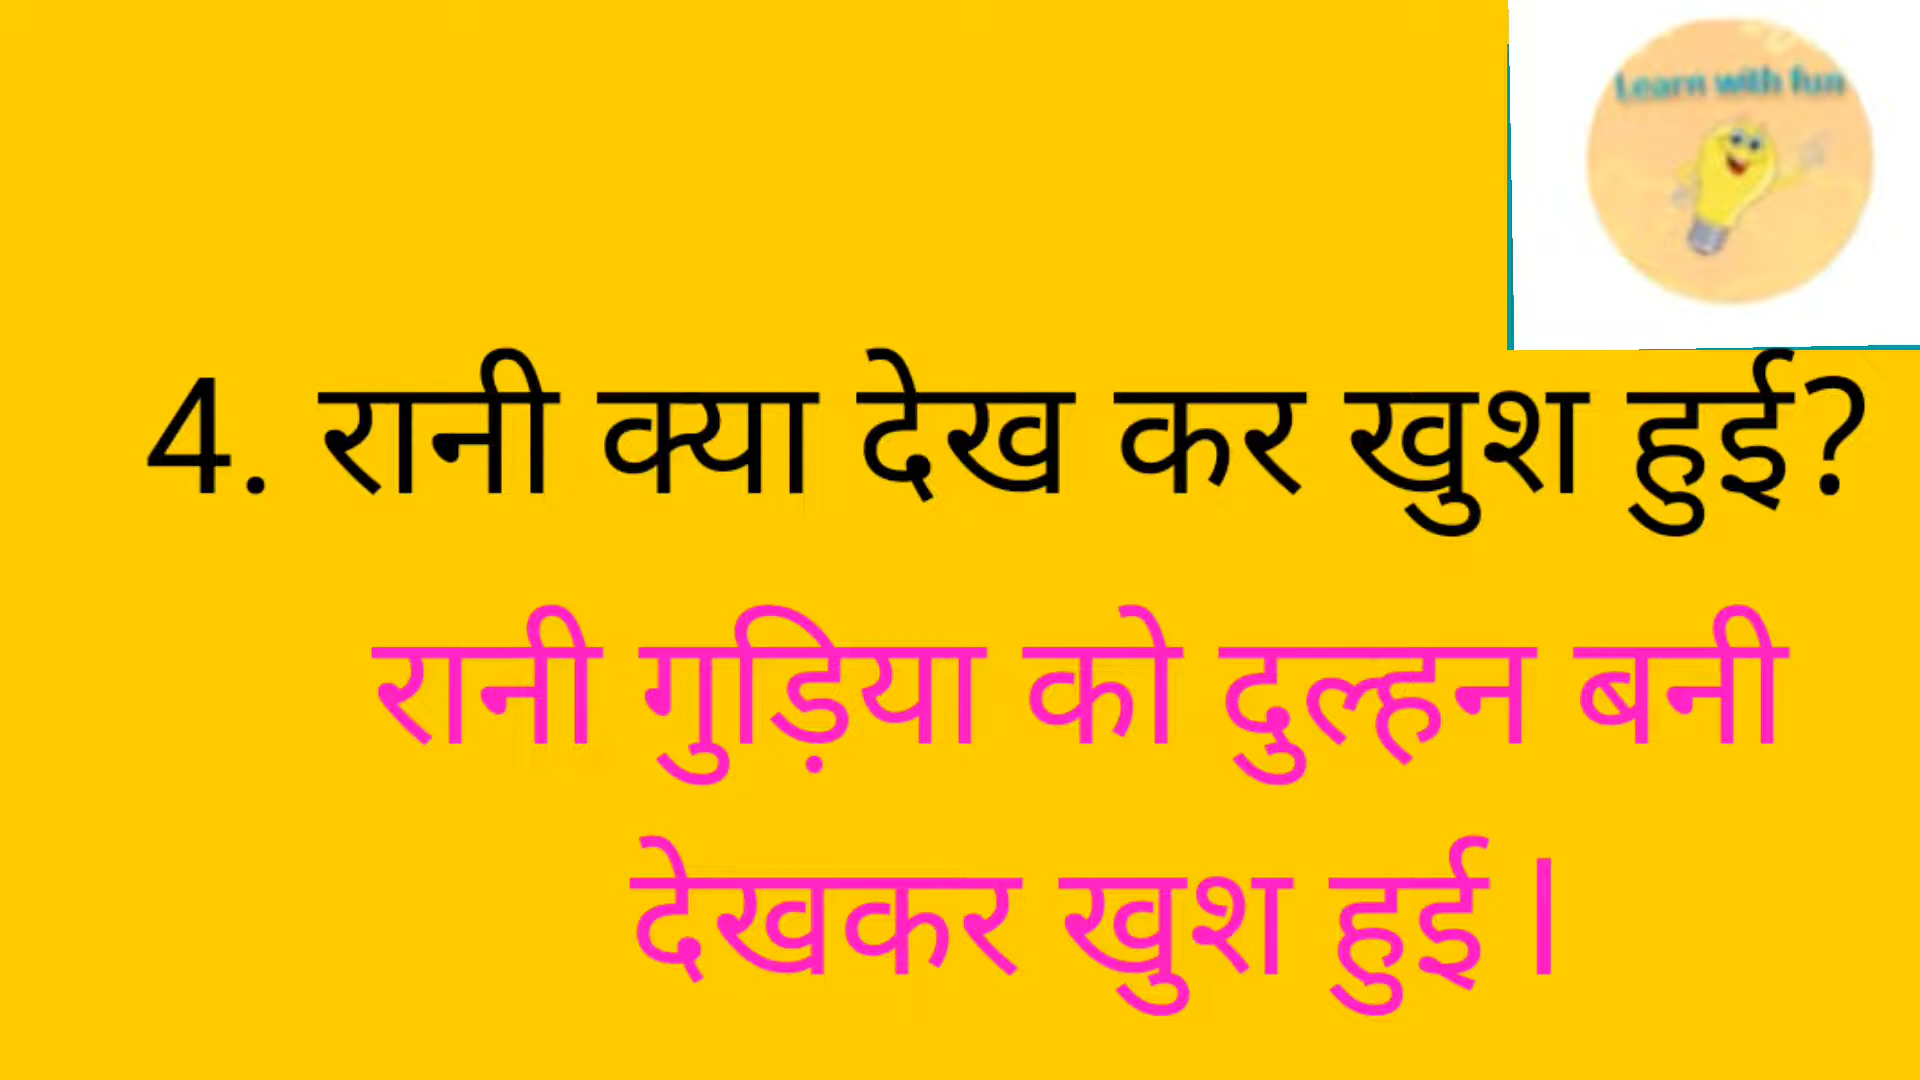 Learn with fun
4. रानी क्या देख कर खुश हुई?
रानी गुड़िया को दुल्हन बनी
देखकर खुश हुई l